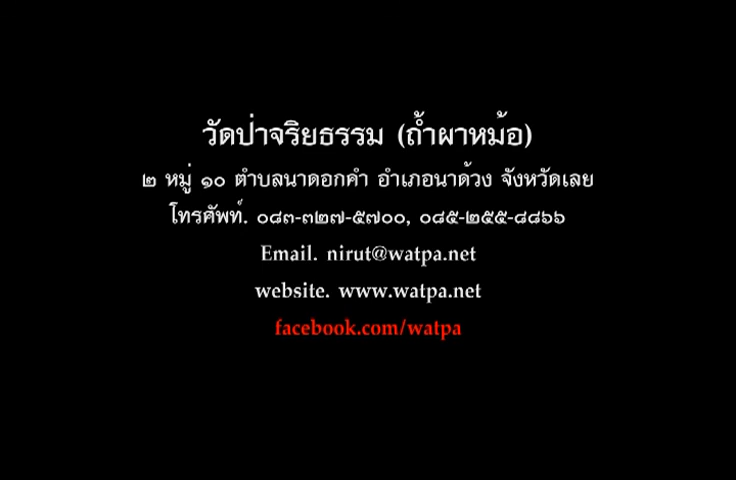 วัดป่าจริยธรรม (ถ้ำผาหม้อ)
๒ หมู่ ๑๐ ตำบลนาดอกคำ อำเภอนาด้วง จังหวัดเลย
โทรศัพท์. ๐๘๓-๓๒๗-๕๗๐๐, ๐๘๕-๒๕๕-๘๘๖๖
Email. nirut@watpa.net
website. www.watpa.net
facebook.com/watpa